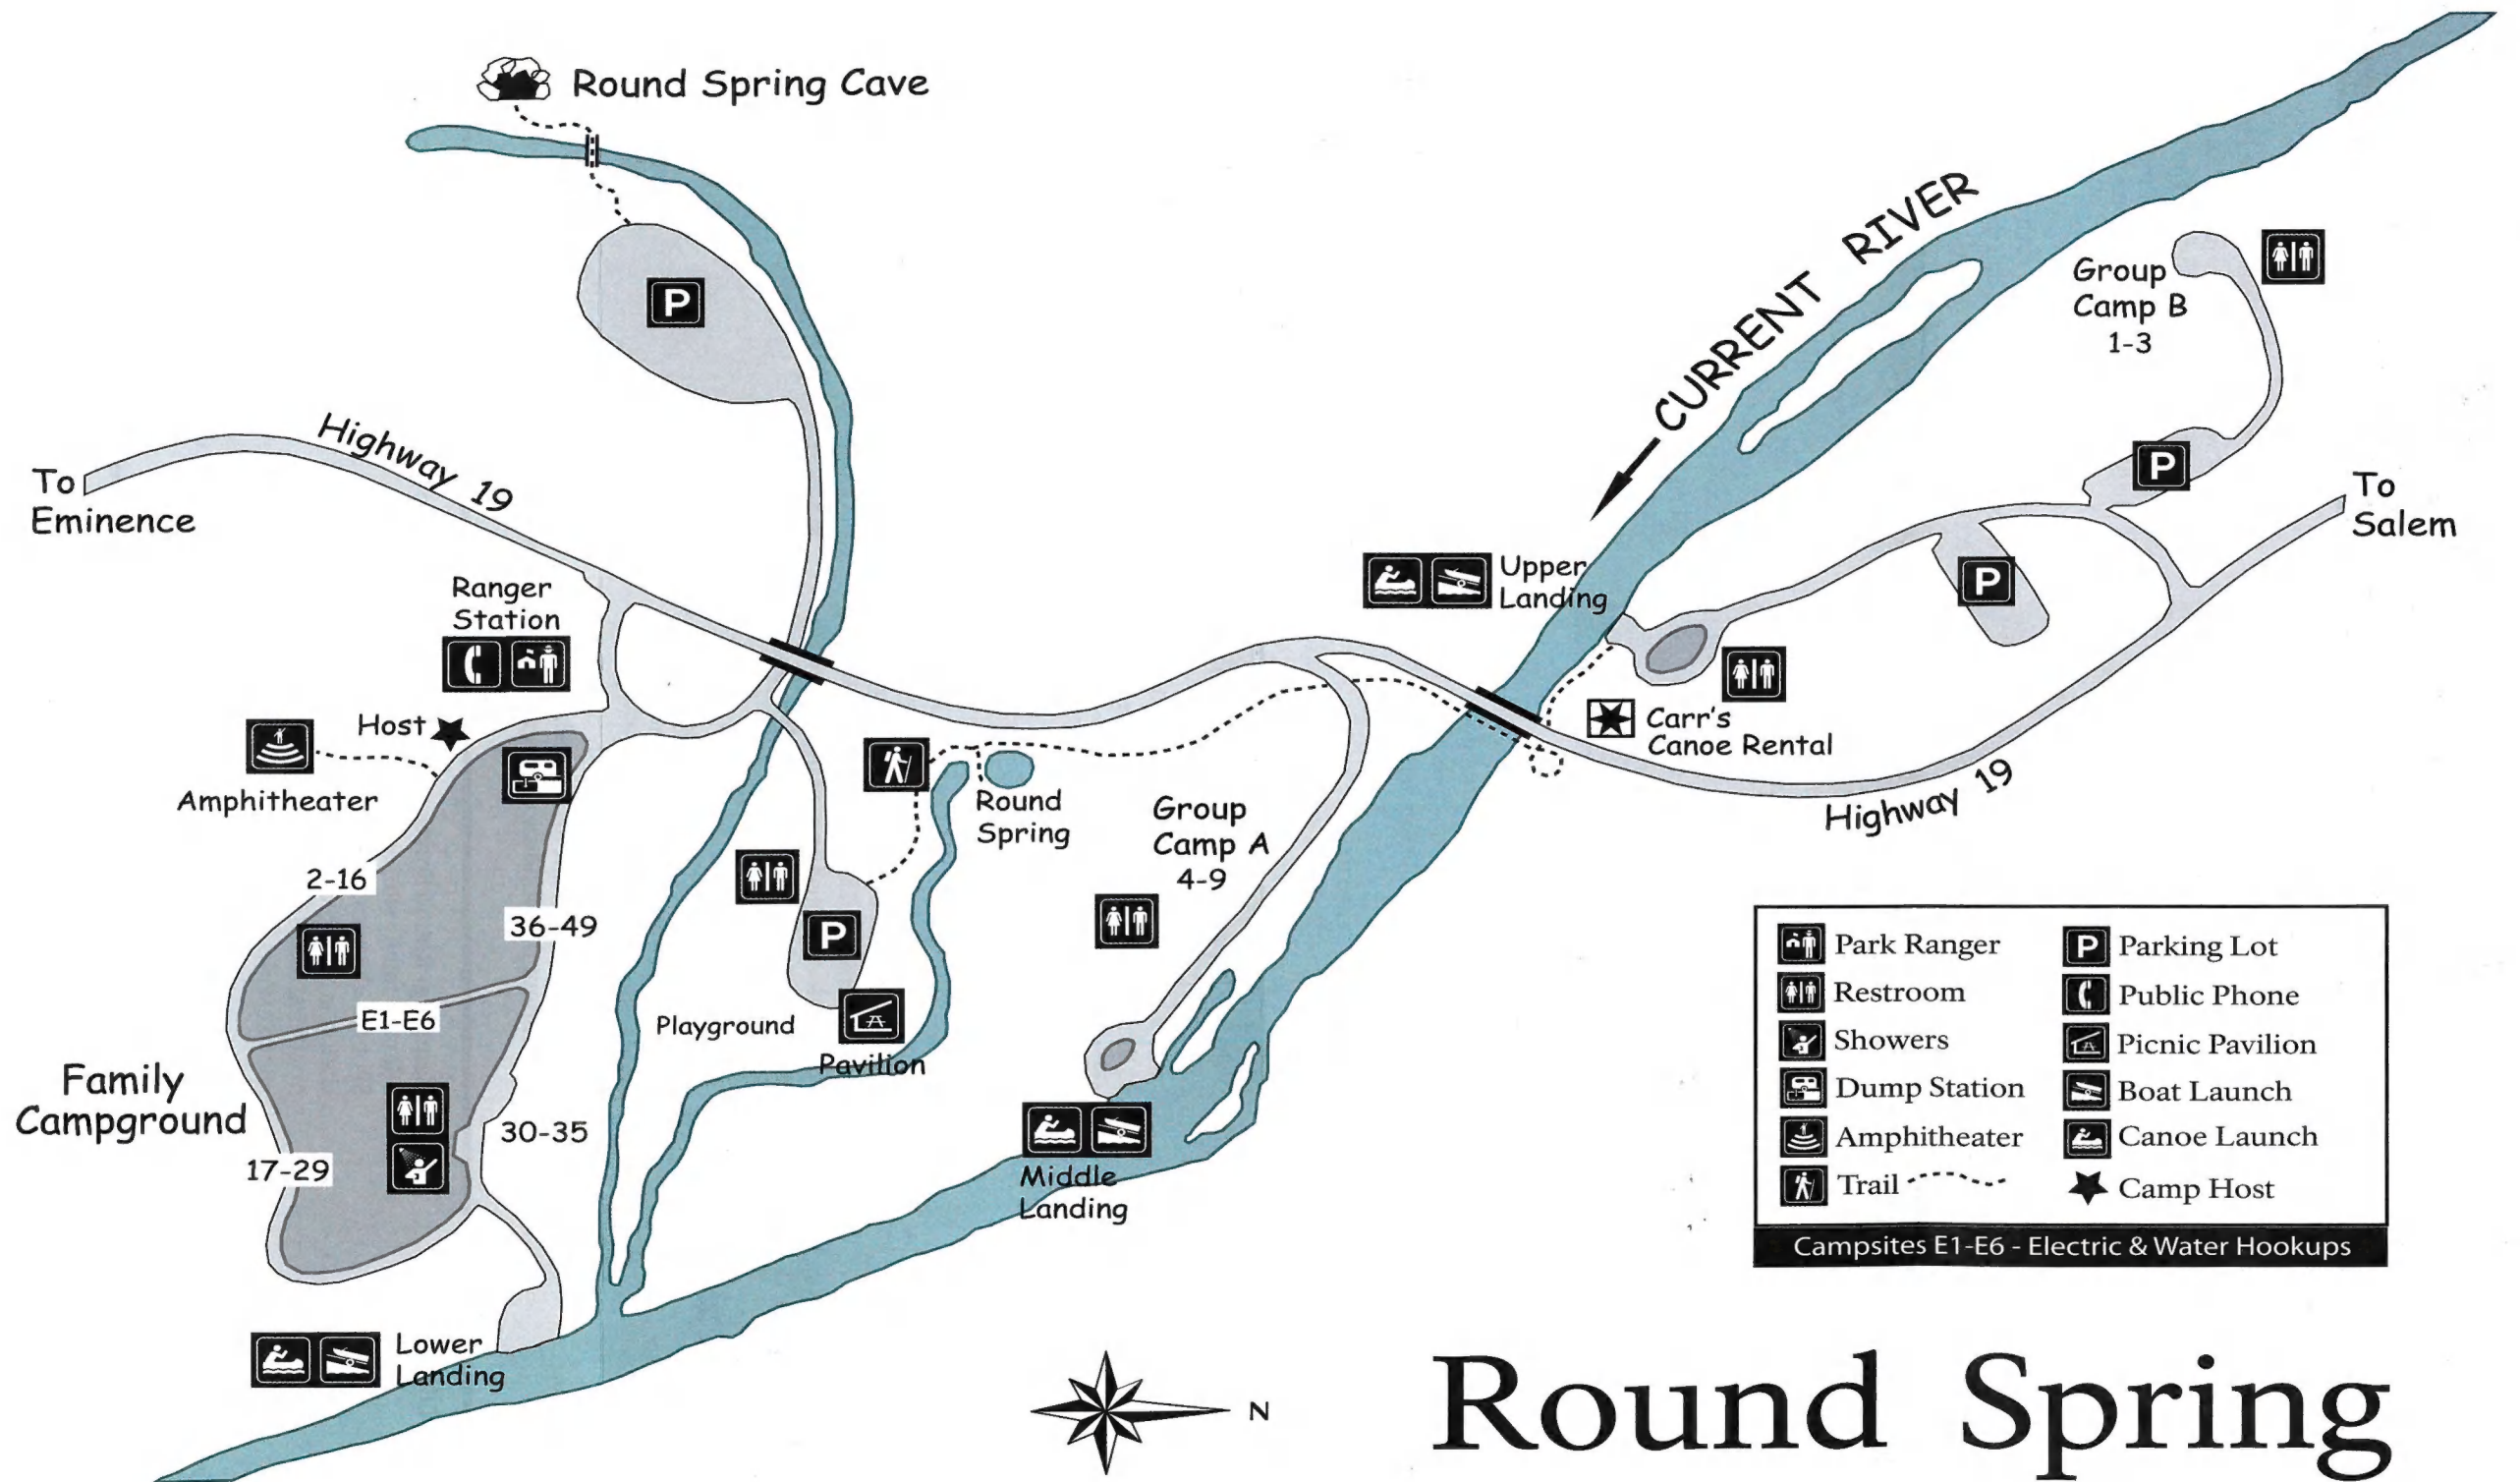 Round Spring Cave
CURRENT RIVER
Group
Camp B
1-3
P
Highway 19
To
Eminence
P
To
Salem
Ranger
Station
Upper
Landing
P
Host
Carr's
Canoe Rental
Amphitheater
Highway 19
Round
Spring
Group
Camp A
4-9
2-16
36-49
P
E1-E6
Playground
Pavilion
Family
Campground
30-35
17-29
Middle
Landing
Lower
Landing
Park Ranger
Restroom
Showers
Dump Station
Amphitheater
Trail
P Parking Lot
Public Phone
Picnic Pavilion
Boat Launch
Canoe Launch
Camp Host
Campsites E1-E6 - Electric & Water Hookups
N
Round Spring